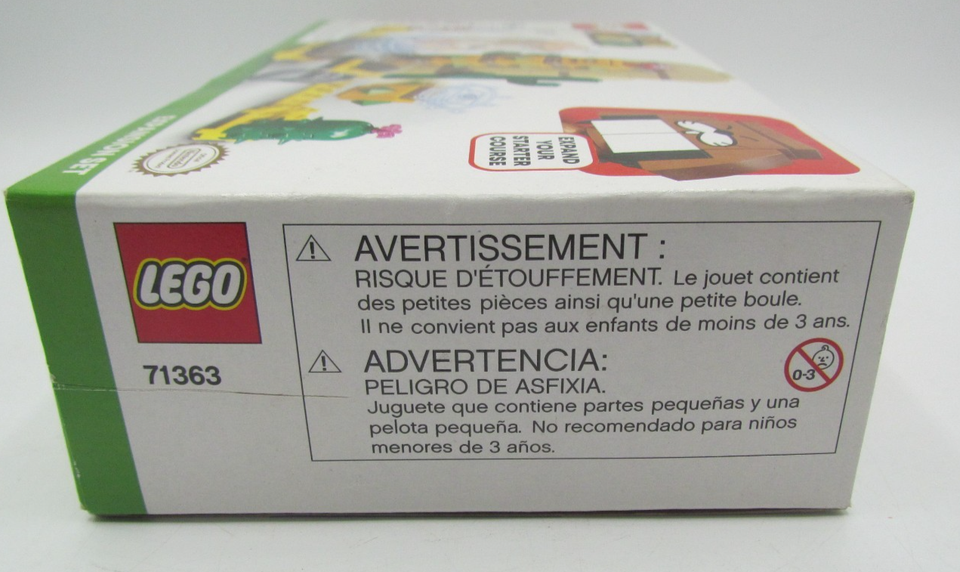 EXPANSION SET
EXPAND
YOUR
STARTER
COURSE
LEGO
71363
AVERTISSEMENT :
RISQUE D'ÉTOUFFEMENT. Le jouet contient
des petites pièces ainsi qu'une petite boule.
Il ne convient pas aux enfants de moins de 3 ans.
ADVERTENCIA:
PELIGRO DE ASFIXIA.
Juguete que contiene partes pequeñas y una
pelota pequeña. No recomendado para niños
menores de 3 años.
0-3